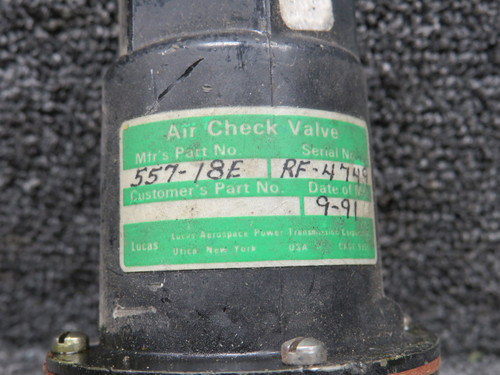 Air Check Valve
Mfr's Part No. Serial No.
557-18E RF-4749
Customer's Part No. Date of
9-91
Lucas Aerospace Power Transmission
Lucas Utica New York USA